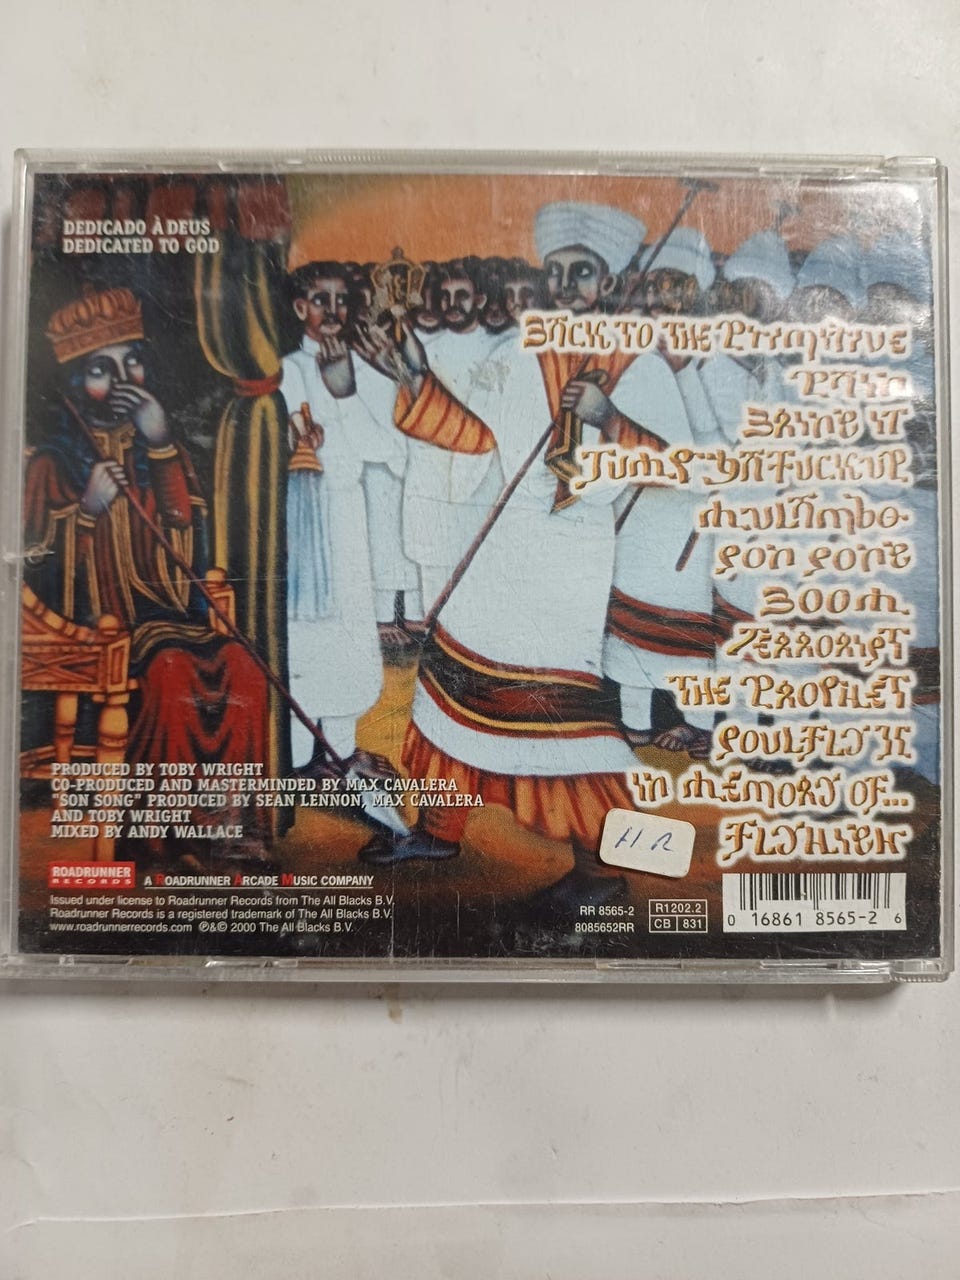 DEDICADO À DEUS
DEDICATED TO GOD
BACK TO THE PRIMITIVE
PAIN
BRING IT
JUMPDAFUCKUP
MULAMBO
SON SONG
BOOM
TERRORIST
THE PROPHET
SOULFLY II
IN MEMORY OF...
FLYHIGH
PRODUCED BY TOBY WRIGHT
CO-PRODUCED AND MASTERMINDED BY MAX CAVALERA
"SON SONG" PRODUCED BY SEAN LENNON, MAX CAVALERA
AND TOBY WRIGHT
MIXED BY ANDY WALLACE
H R
ROADRUNNER
RECORDS
A ROADRUNNER ARCADE MUSIC COMPANY
Issued under license to Roadrunner Records from The All Blacks B.V.
Roadrunner Records is a registered trademark of The All Blacks B.V.
www.roadrunnerrecords.com ℗&© 2000 The All Blacks B.V.
RR 8565-2
8085652RR
R1202.2
CB 831
0 16861 8565-2 6